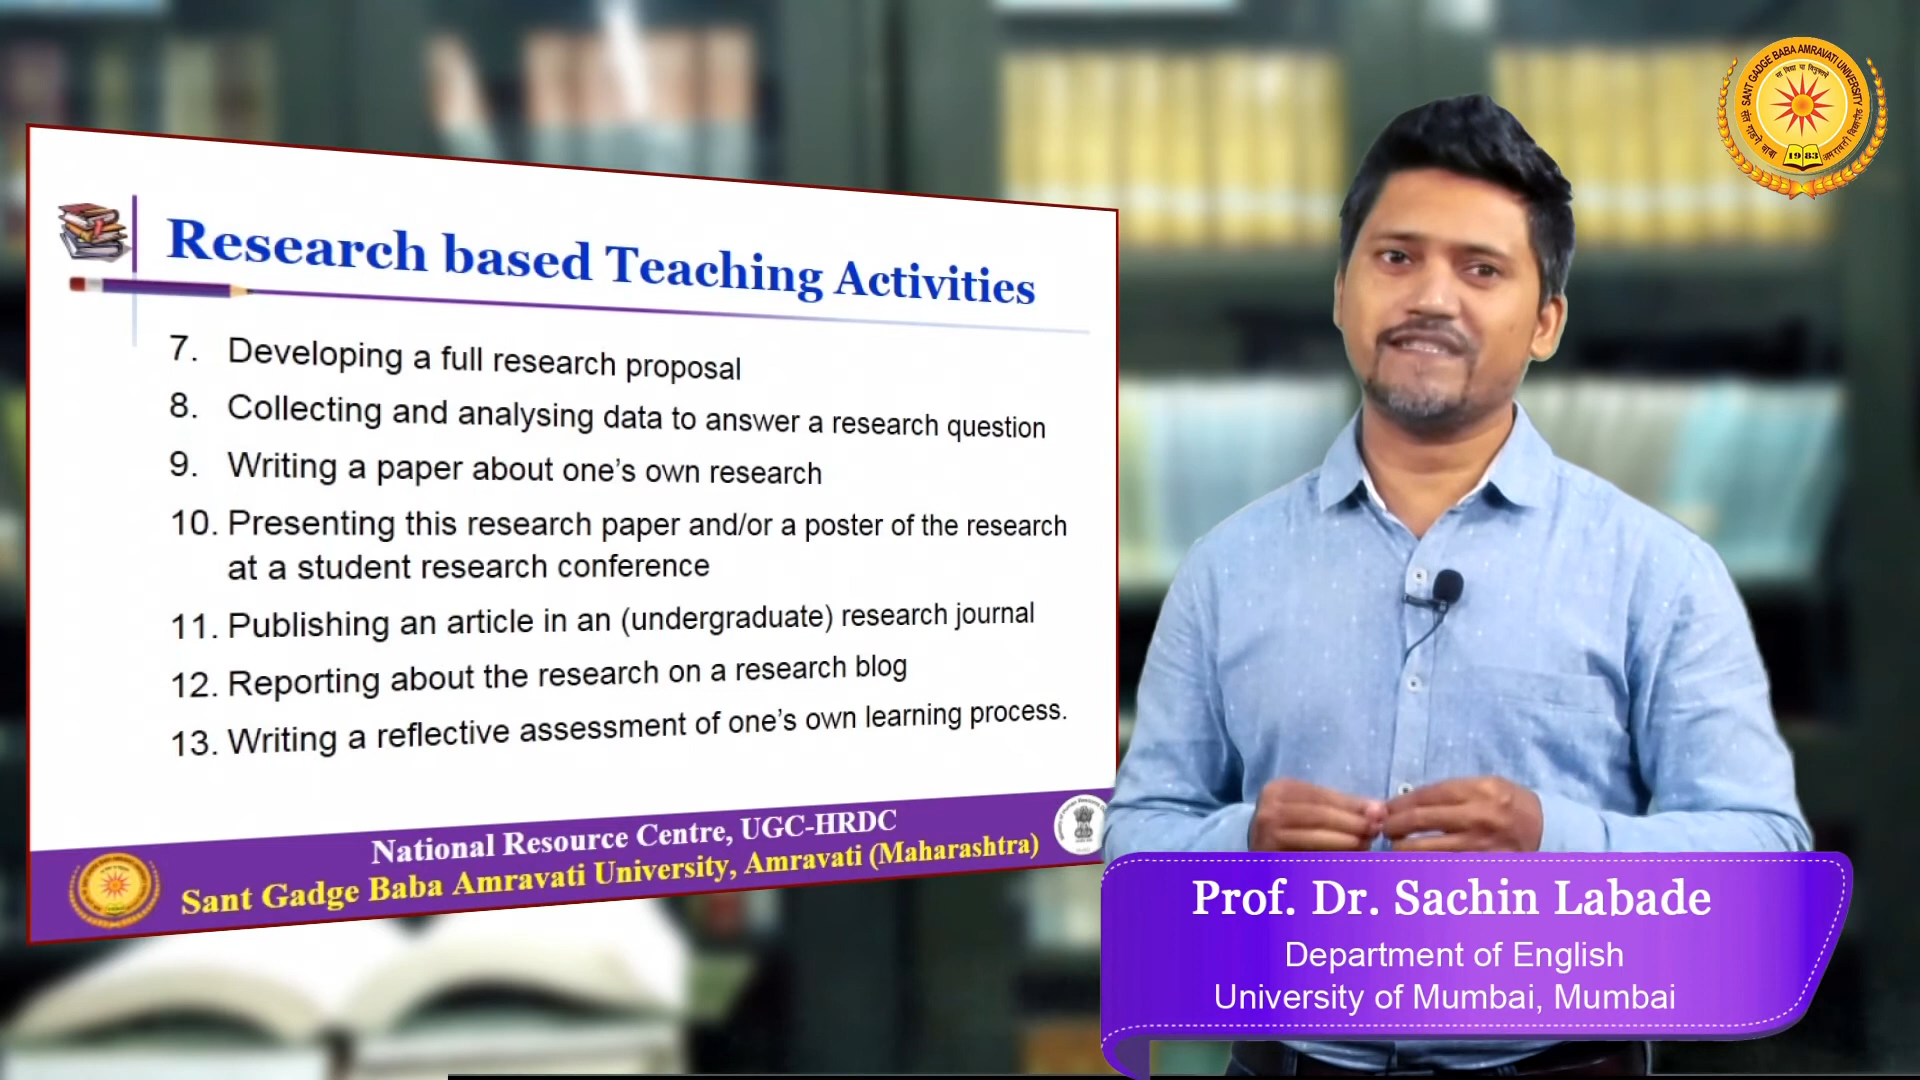 Research based Teaching Activities
7. Developing a full research proposal
8. Collecting and analysing data to answer a research question
9. Writing a paper about one's own research
10. Presenting this research paper and/or a poster of the research
at a student research conference
11. Publishing an article in an (undergraduate) research journal
12. Reporting about the research on a research blog
13. Writing a reflective assessment of one's own learning process.
National Resource Centre, UGC-HRDC
Sant Gadge Baba Amravati University, Amravati (Maharashtra)
SANT GADGE BABA AMRAVATI UNIVERSITY
संत गाडगे बाबा अमरावती विद्यापीठ
1983
Prof. Dr. Sachin Labade
Department of English
University of Mumbai, Mumbai